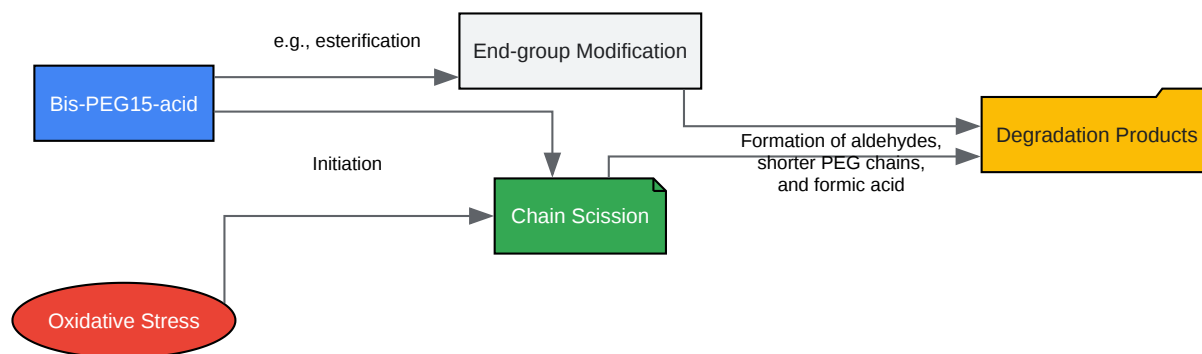 e.g., esterification
End-group Modification
Bis-PEG15-acid
Degradation Products
Formation of aldehydes,
shorter PEG chains,
and formic acid
Initiation
Chain Scission
Oxidative Stress